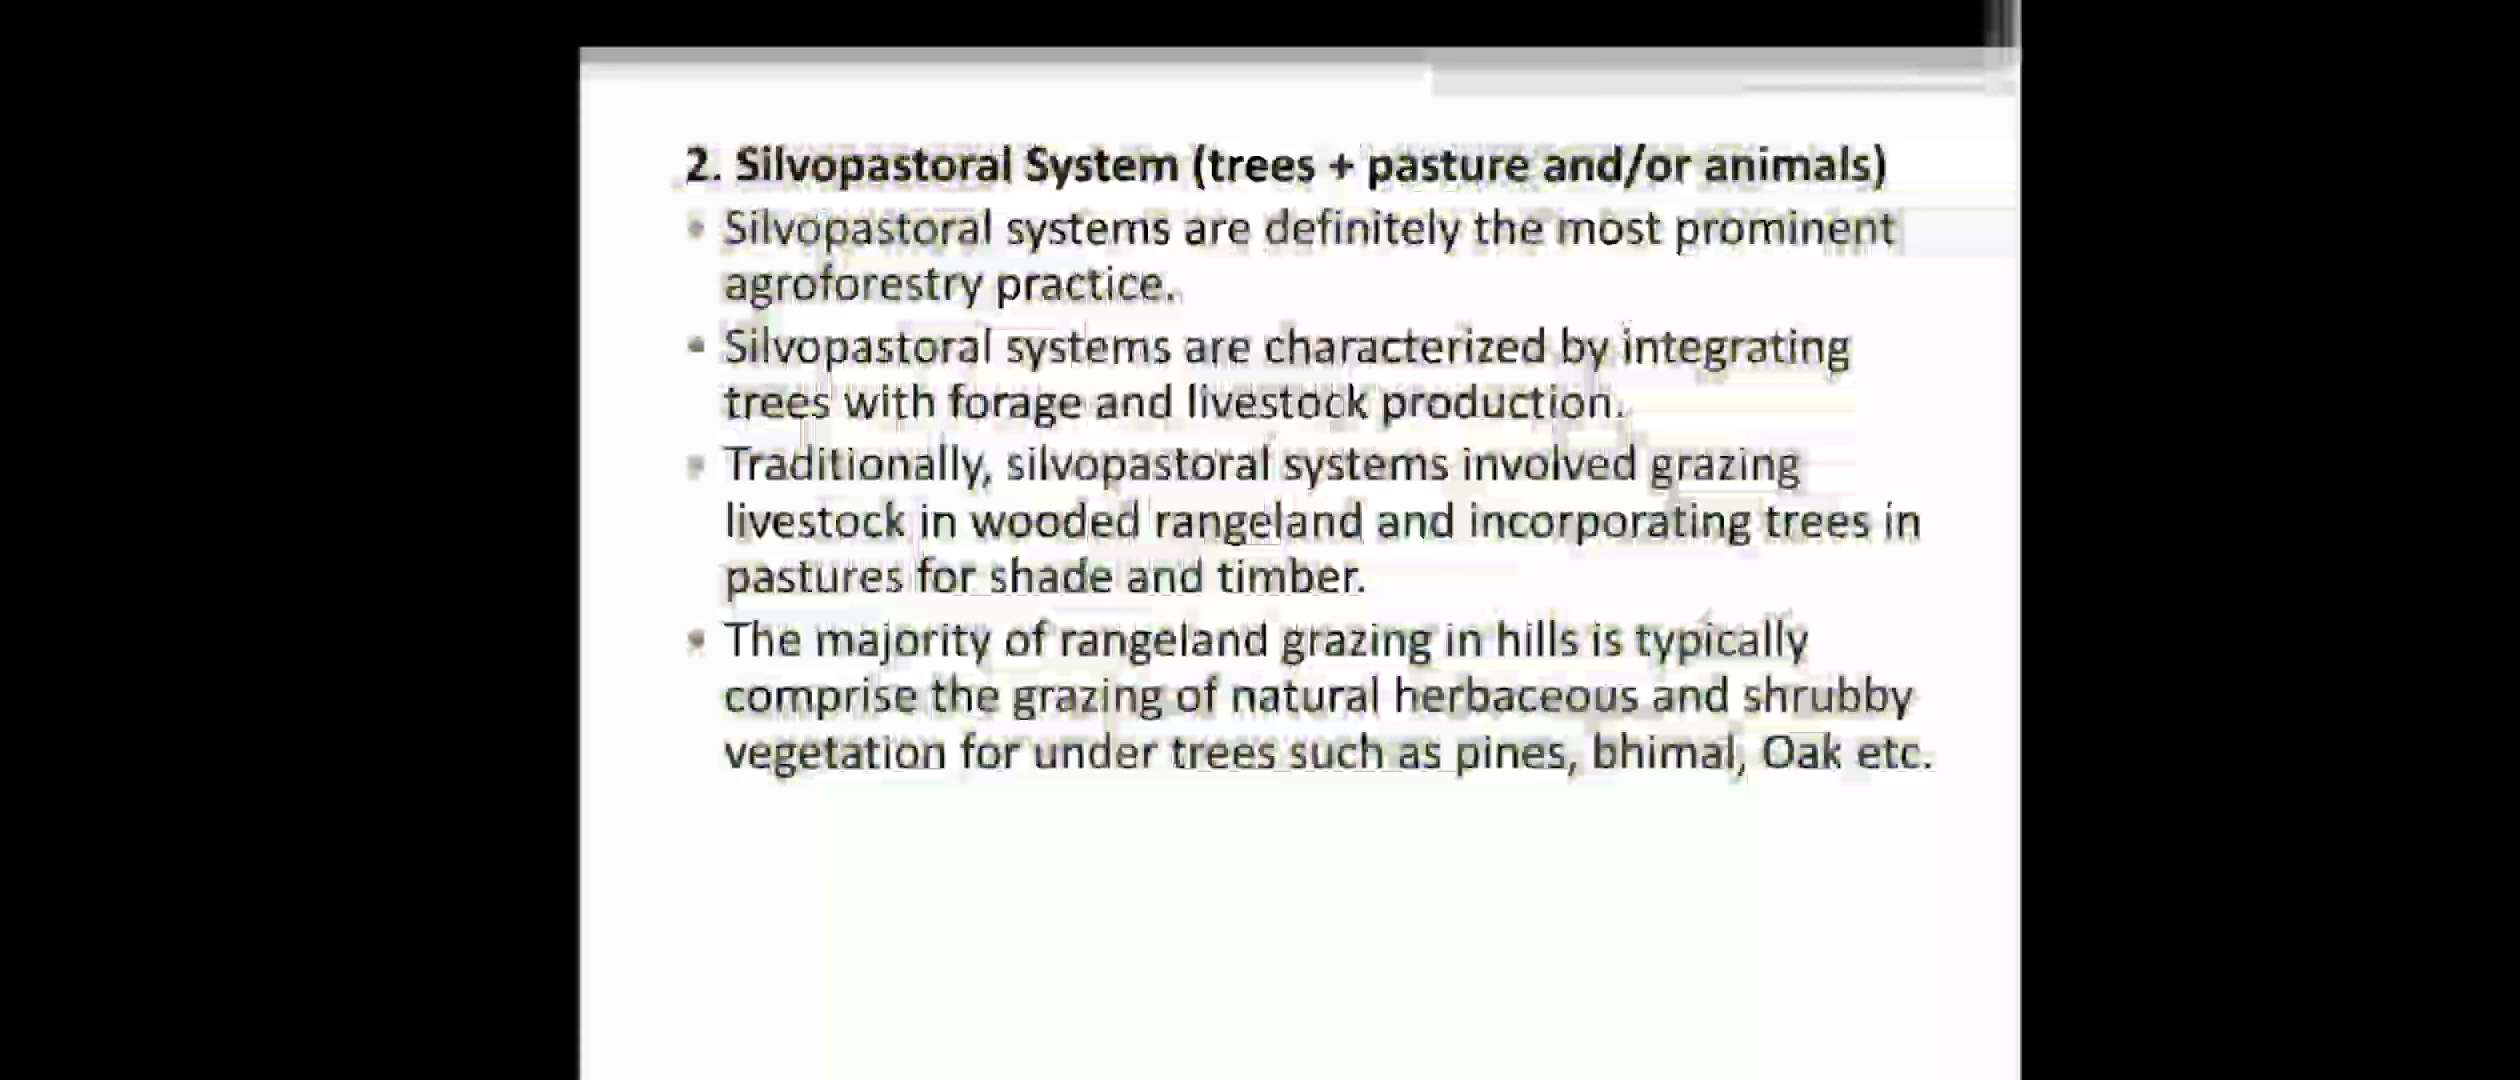 2. Silvopastoral System (trees + pasture and/or animals)
• Silvopastoral systems are definitely the most prominent
agroforestry practice.
• Silvopastoral systems are characterized by integrating
trees with forage and livestock production.
• Traditionally, silvopastoral systems involved grazing
livestock in wooded rangeland and incorporating trees in
pastures for shade and timber.
• The majority of rangeland grazing in hills is typically
comprise the grazing of natural herbaceous and shrubby
vegetation for under trees such as pines, bhimal, Oak etc.